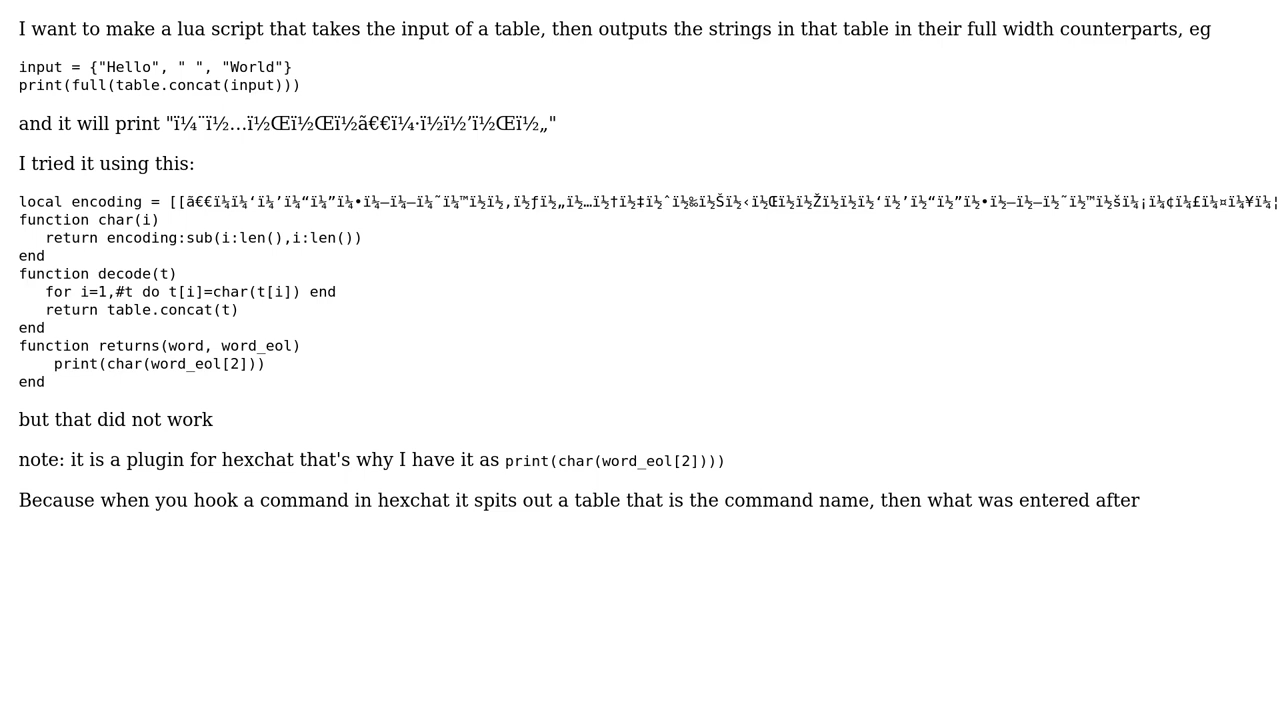 I want to make a lua script that takes the input of a table, then outputs the strings in that table in their full width counterparts, eg
input = {"Hello", " ", "World"}
print(full(table.concat(input)))
and it will print "ï¼¨ï½…ï½Œï½Œï½ã€€ï¼·ï½ï½’ï½Œï½„"
I tried it using this:
local encoding = [[ã€€ï¼ï¼‘ï¼’ï¼“ï¼”ï¼•ï¼–ï¼—ï¼˜ï¼™ï½ï½‚ï½ƒï½„ï½…ï½†ï½‡ï½ˆï½‰ï½Šï½‹ï½Œï½ï½Žï½ï½ï½‘ï½’ï½“ï½”ï½•ï½–ï½—ï½˜ï½™ï½šï¼¡ï¼¢ï¼£ï¼¤ï¼¥ï¼¦
function char(i)
   return encoding:sub(i:len(),i:len())
end
function decode(t)
   for i=1,#t do t[i]=char(t[i]) end
   return table.concat(t)
end
function returns(word, word_eol)
    print(char(word_eol[2]))
end
but that did not work
note: it is a plugin for hexchat that's why I have it as print(char(word_eol[2])))
Because when you hook a command in hexchat it spits out a table that is the command name, then what was entered after